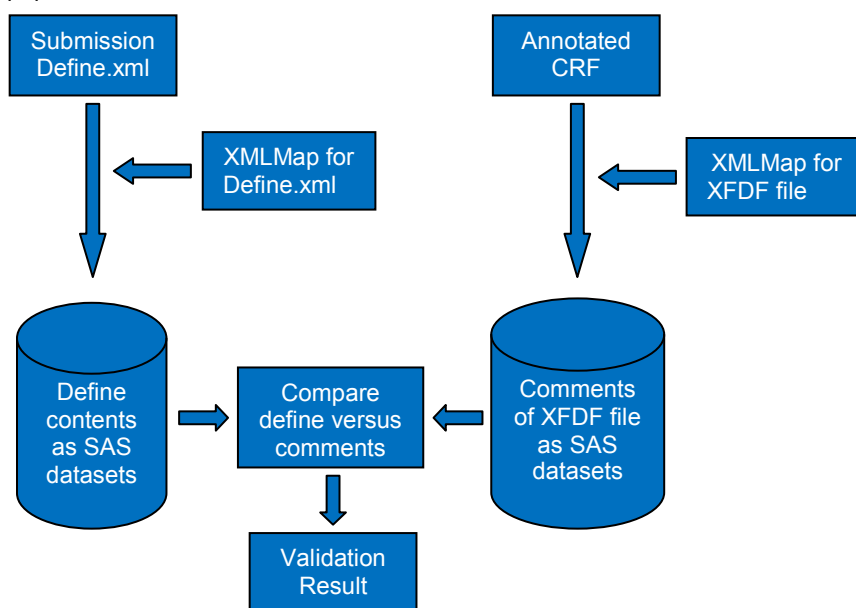 Submission
Define.xml
Annotated
CRF
XMLMap for
Define.xml
XMLMap for
XFDF file
Define
contents
as SAS
datasets
Compare
define versus
comments
Comments
of XFDF file
as SAS
datasets
Validation
Result